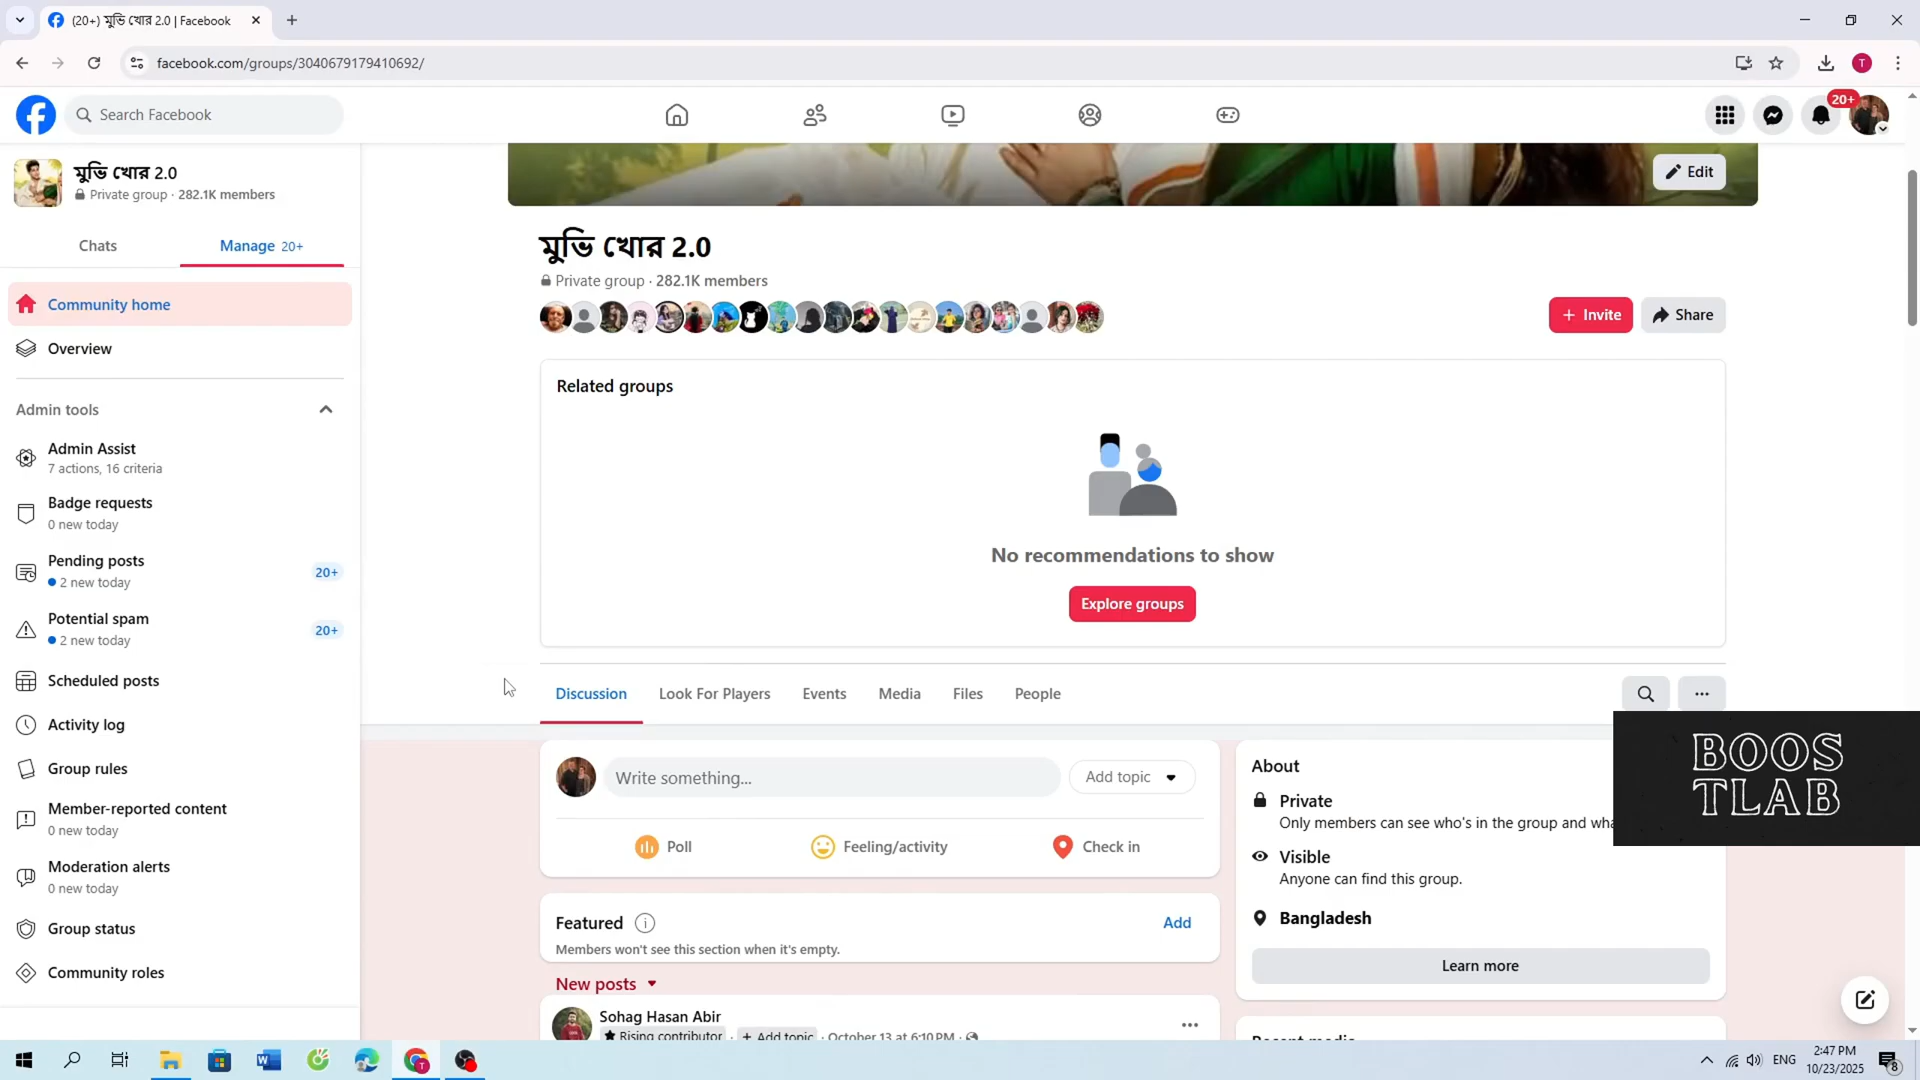 (20+) মুভি খোর 2.0 | Facebook
facebook.com/groups/3040679179410692/
T
Search Facebook
20+
মুভি খোর 2.0
Private group · 282.1K members
Chats
Manage 20+
Community home
Overview
Admin tools
Admin Assist
7 actions, 16 criteria
Badge requests
0 new today
Pending posts
2 new today
20+
Potential spam
2 new today
20+
Scheduled posts
Activity log
Group rules
Member-reported content
0 new today
Moderation alerts
0 new today
Group status
Community roles
Edit
মুভি খোর 2.0
Private group · 282.1K members
+ Invite
Share
Related groups
No recommendations to show
Explore groups
Discussion
Look For Players
Events
Media
Files
People
Write something...
Add topic
Poll
Feeling/activity
Check in
Featured
Add
Members won't see this section when it's empty.
New posts
Sohag Hasan Abir
Rising contributor · + Add topic · October 13 at 6:10 PM ·
About
Private
Only members can see who's in the group and wha
Visible
Anyone can find this group.
Bangladesh
Learn more
Recent media
BOOS
TLAB
ENG
2:47 PM
10/23/2025
8